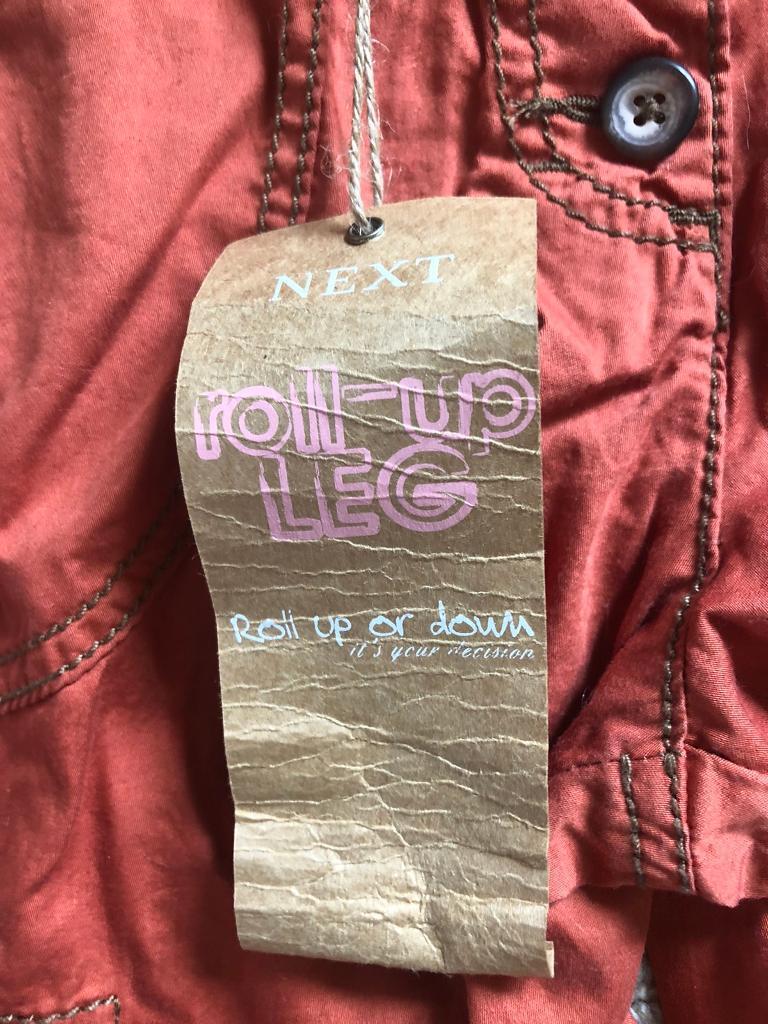 NEXT
roll-up
LEG
Roll up or down
it's your decision